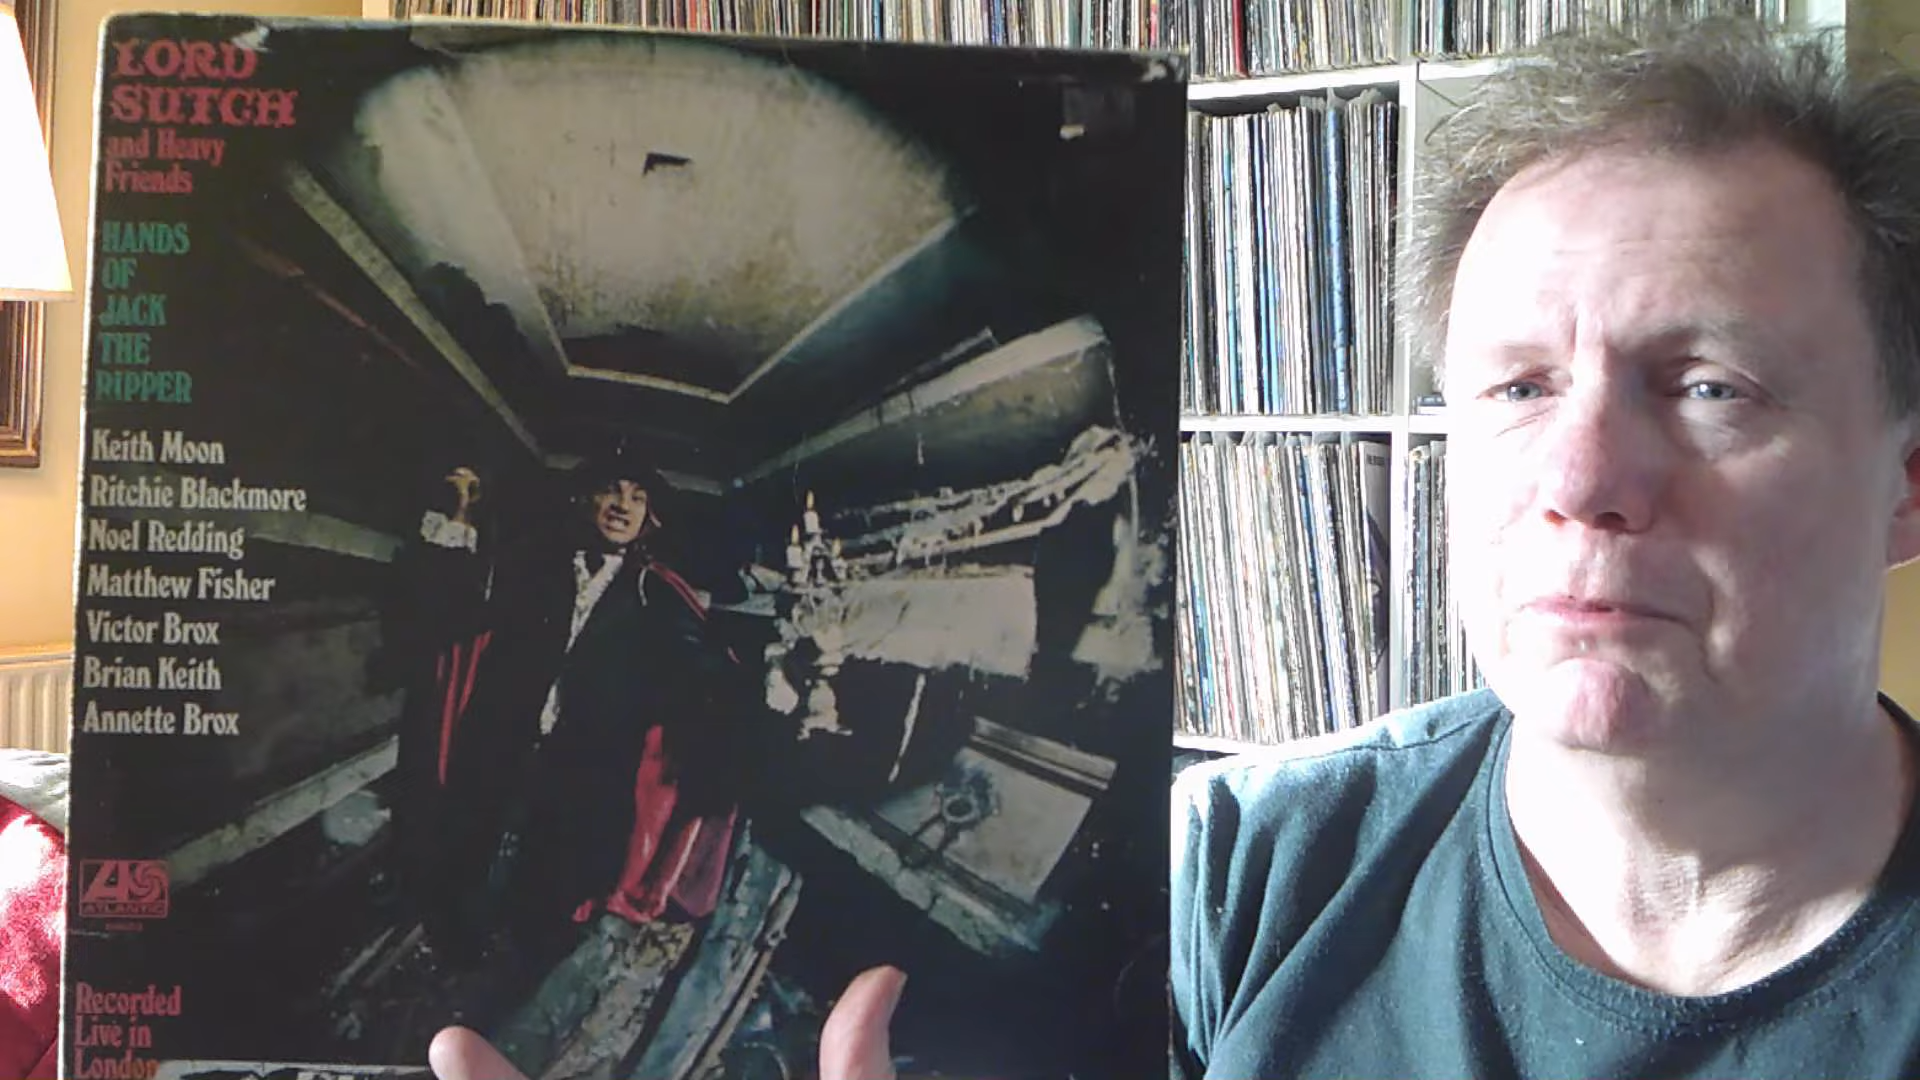 LORD
SUTCH
and Heavy
Friends
HANDS
OF
JACK
THE
RIPPER
Keith Moon
Ritchie Blackmore
Noel Redding
Matthew Fisher
Victor Brox
Brian Keith
Annette Brox
ATLANTIC
Recorded
Live in
London